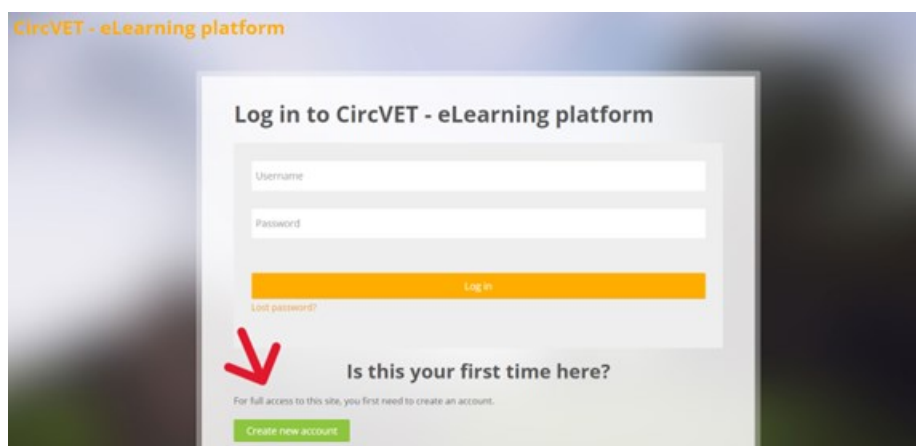 CircVET - eLearning platform
Log in to CircVET - eLearning platform
Username
Password
Log in
Lost password?
Is this your first time here?
For full access to this site, you first need to create an account.
Create new account